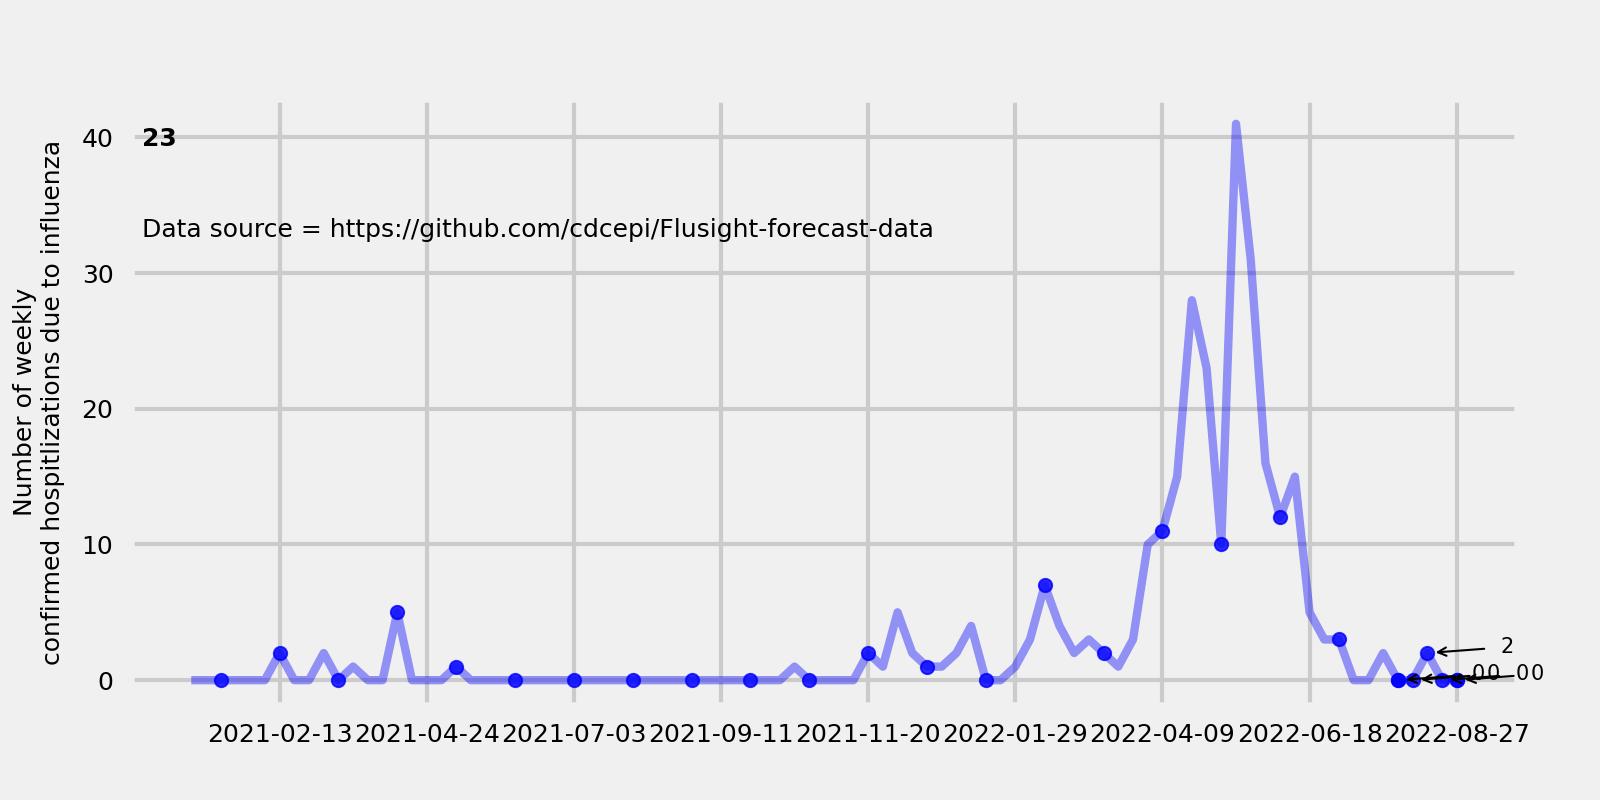 23
Data source = https://github.com/cdcepi/Flusight-forecast-data
Number of weekly
confirmed hospitlizations due to influenza
40
30
20
10
0
2
00 00
2021-02-13 2021-04-24 2021-07-03 2021-09-11 2021-11-20 2022-01-29 2022-04-09 2022-06-18 2022-08-27